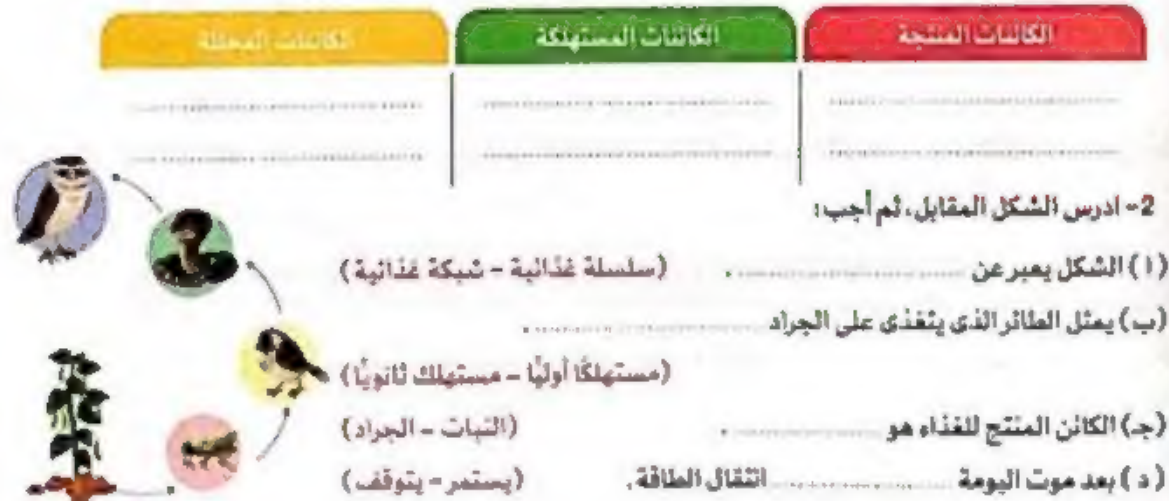 الكائنات المنتجة الكائنات المستهلكة الكائنات المحللة
2- ادرس الشكل المقابل، ثم أجب:
(أ) الشكل يعبر عن .................... . (سلسلة غذائية - شبكة غذائية)
(ب) يمثل الطائر الذى يتغذى على الجراد .................... .
(مستهلكًا أوليًا - مستهلك ثانويًا)
(جـ) الكائن المنتج للغذاء هو .................... . (النبات - الجراد)
(د) بعد موت البومة .................... انتقال الطاقة. (يستمر - يتوقف)